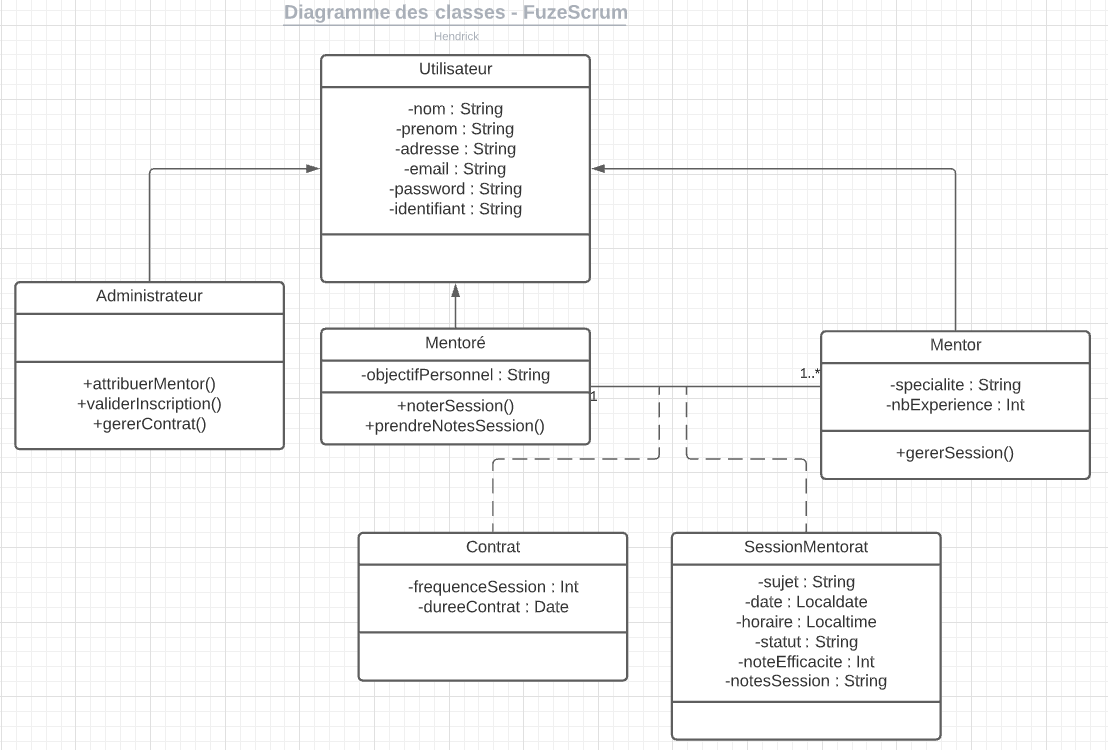 Diagramme des classes - FuzeScrum
Hendrick
Utilisateur
-nom : String
-prenom : String
-adresse : String
-email : String
-password : String
-identifiant : String
Administrateur
+attribuerMentor()
+validerInscription()
+gererContrat()
Mentoré
-objectifPersonnel : String
+noterSession()
+prendreNotesSession()
1
1..*
Mentor
-specialite : String
-nbExperience : Int
+gererSession()
Contrat
-frequenceSession : Int
-dureeContrat : Date
SessionMentorat
-sujet : String
-date : Localdate
-horaire : Localtime
-statut : String
-noteEfficacite : Int
-notesSession : String